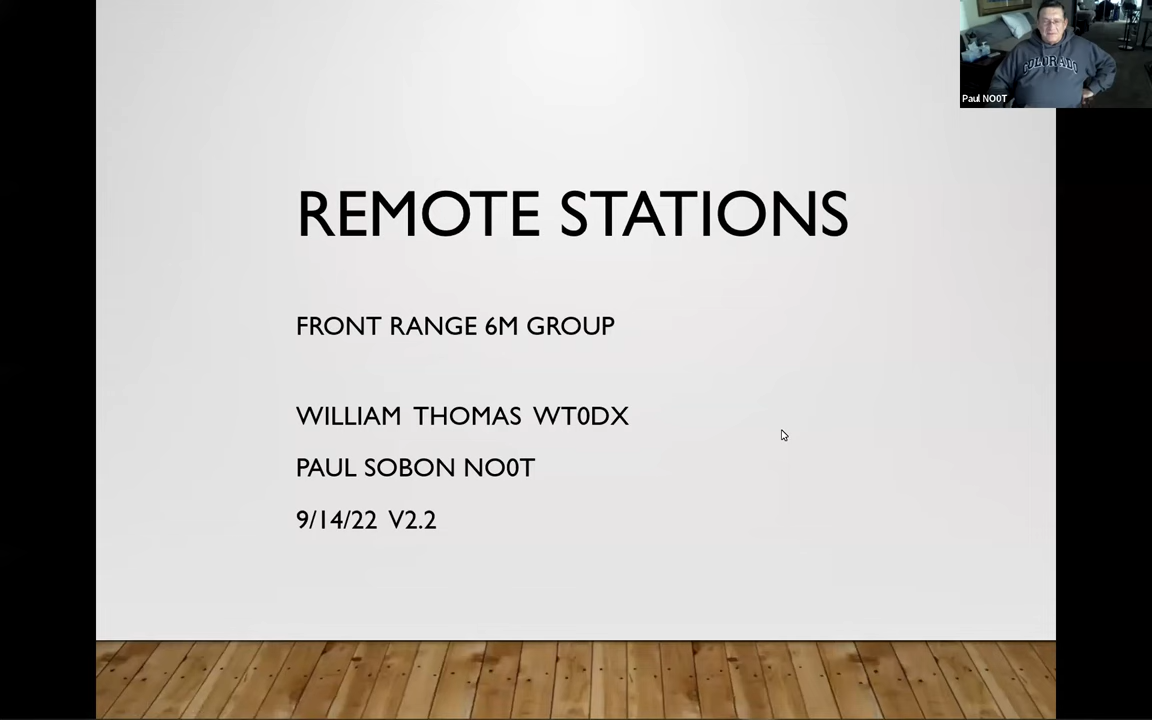 COLORADO
Paul NO0T
REMOTE STATIONS
FRONT RANGE 6M GROUP
WILLIAM THOMAS WT0DX
PAUL SOBON NO0T
9/14/22 V2.2